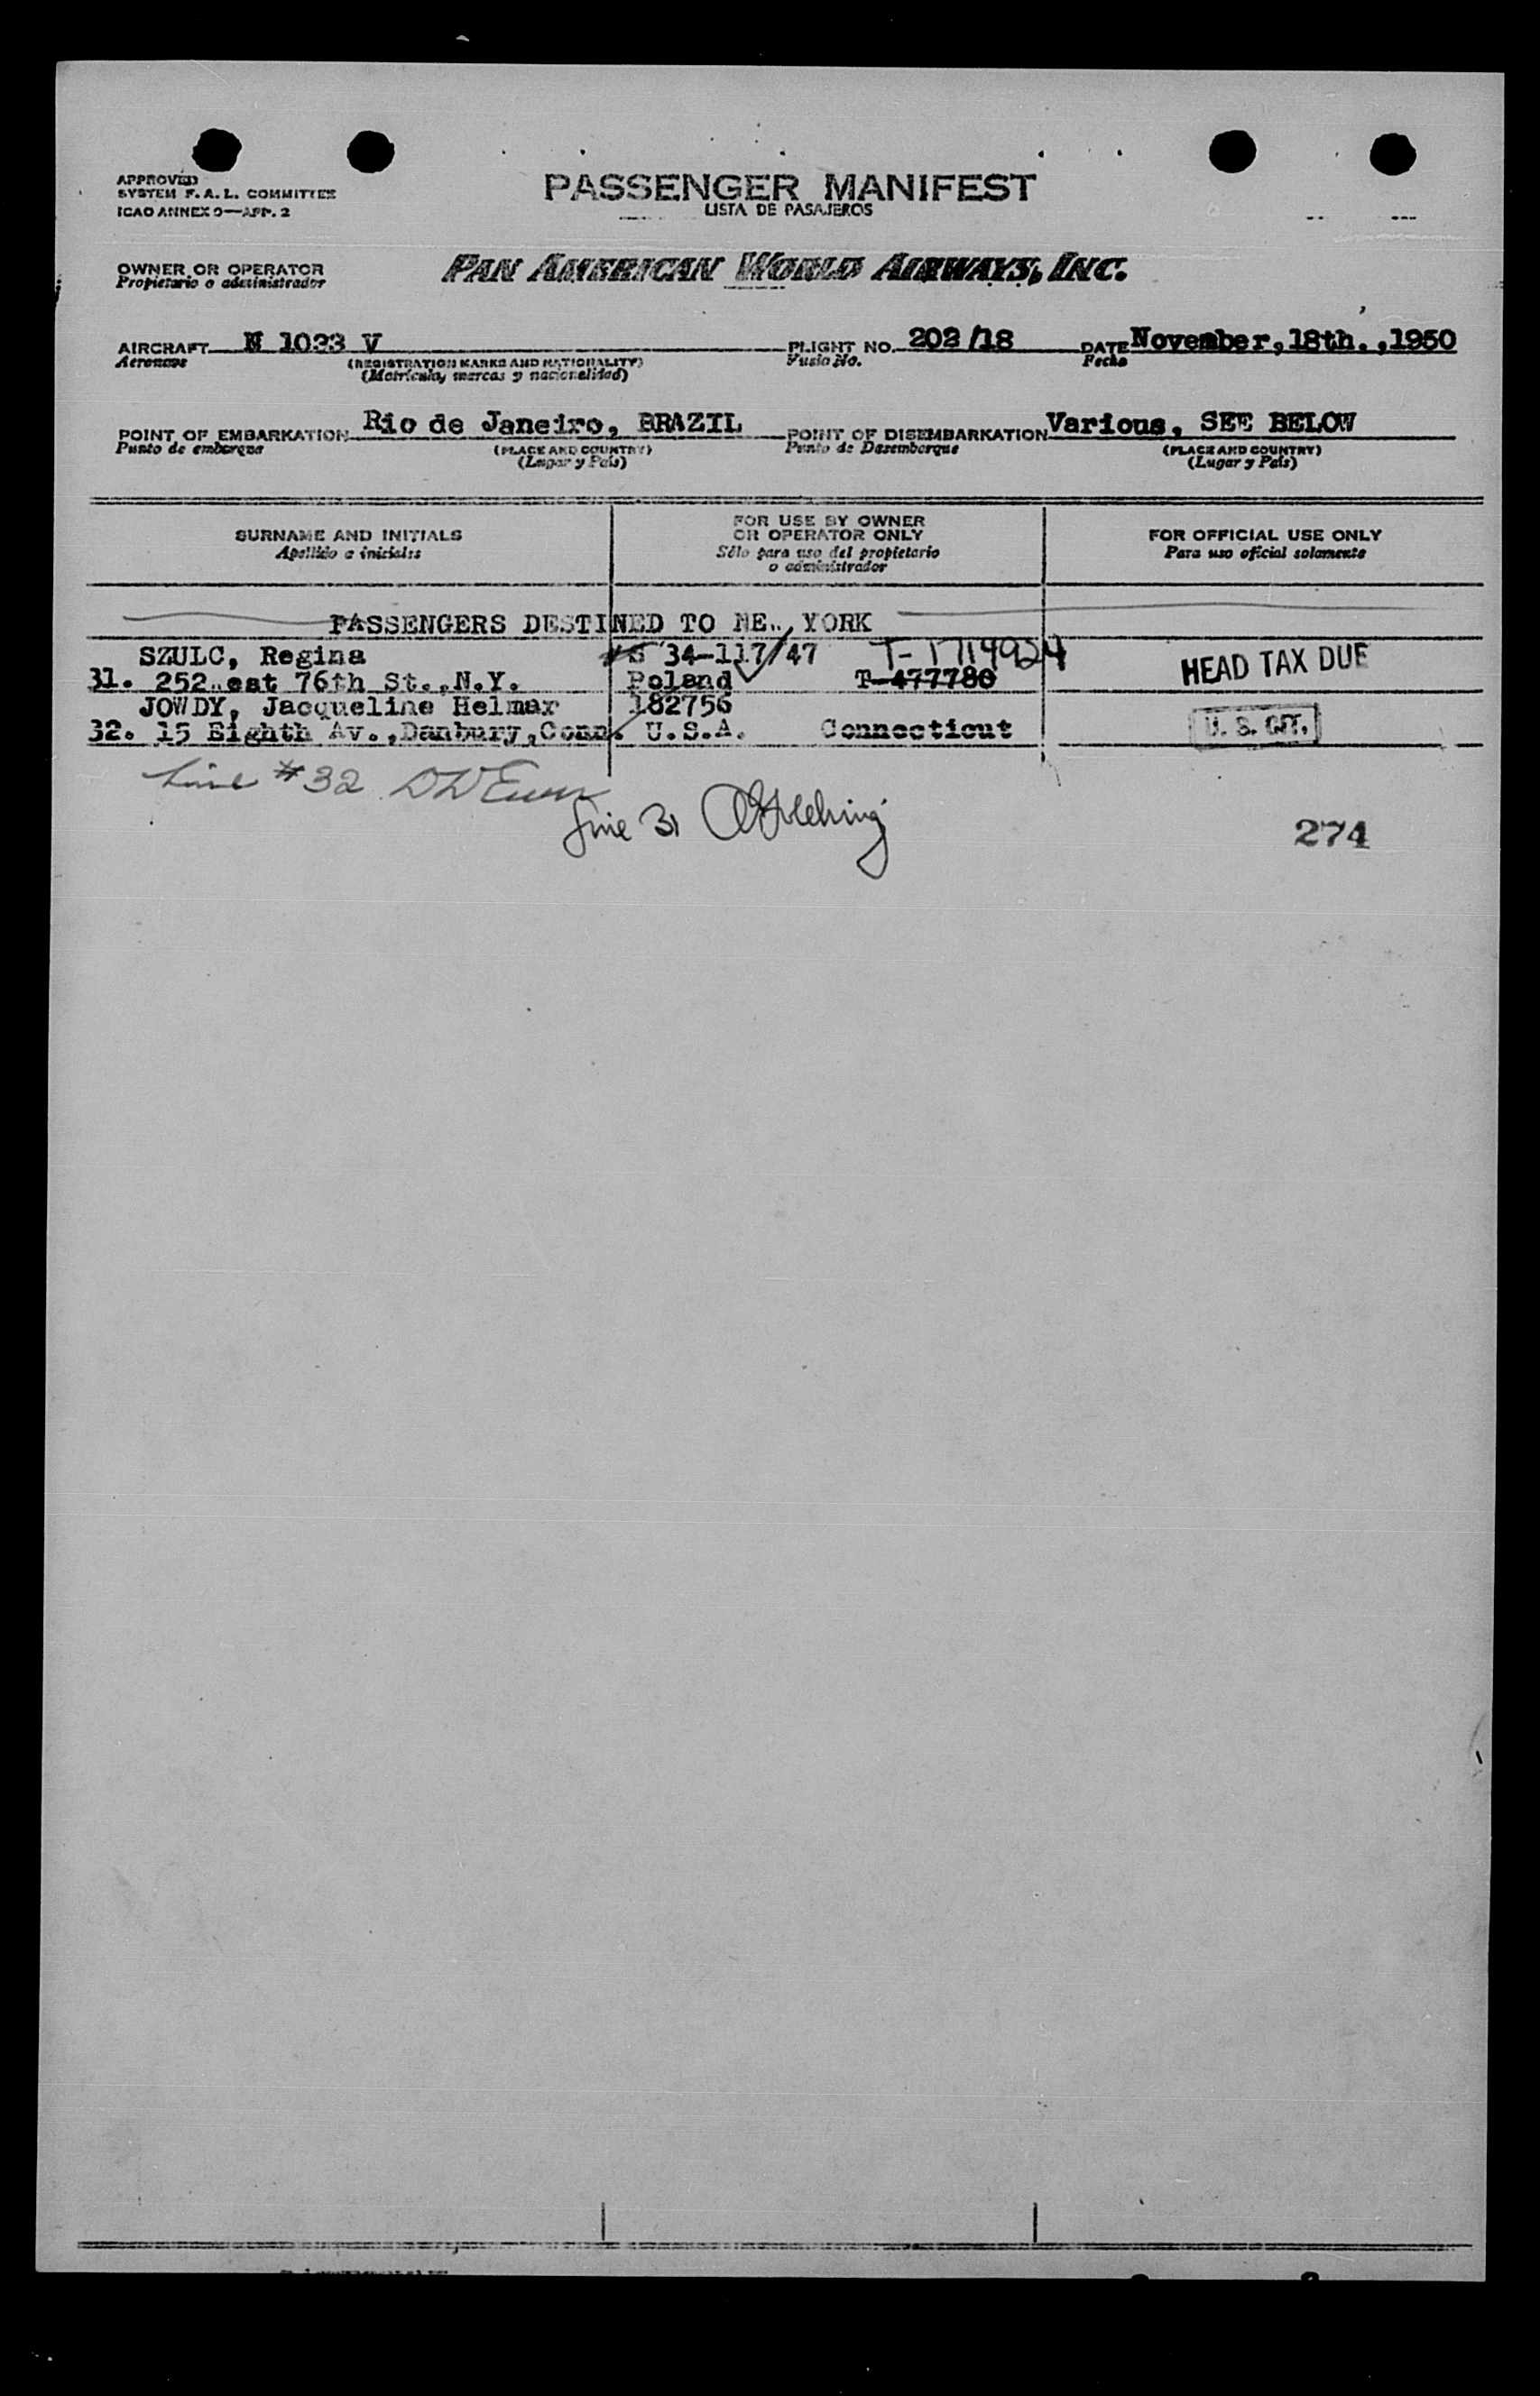 APPROVED
SYSTEM F. A. L. COMMITTEE
ICAO ANNEX 9—APP. 2
PASSENGER MANIFEST
LISTA DE PASAJEROS
OWNER OR OPERATOR
Propietario o administrador
PAN AMERICAN WORLD AIRWAYS, INC.
AIRCRAFT N 1023 V
Aeronave
(REGISTRATION MARKS AND NATIONALITY)
(Matrícula, marcas y nacionalidad)
FLIGHT NO. 202/18
Vuelo No.
DATE November, 18th., 1950
Fecha
POINT OF EMBARKATION Rio de Janeiro, BRAZIL
Punto de embarque
(PLACE AND COUNTRY)
(Lugar y País)
POINT OF DISEMBARKATION Various, SEE BELOW
Punto de Desembarque
(PLACE AND COUNTRY)
(Lugar y País)
SURNAME AND INITIALS
Apellido e iniciales
FOR USE BY OWNER
OR OPERATOR ONLY
Sólo para uso del propietario
o administrador
FOR OFFICIAL USE ONLY
Para uso oficial solamente
PASSENGERS DESTINED TO NEW YORK
SZULC, Regina 34-117/47 T-1714924
31. 252 est 76th St., N.Y. Poland T-477780 HEAD TAX DUE
JOWDY, Jacqueline Helmar 182756
32. 15 Eighth Av., Danbury, Conn. U.S.A. Connecticut U. S. CIT.
Line #32
Line 31
274